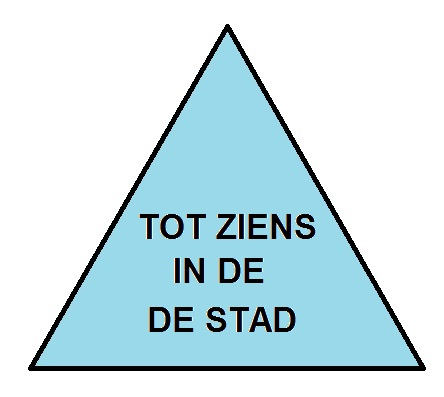 TOT ZIENS
IN DE
DE STAD